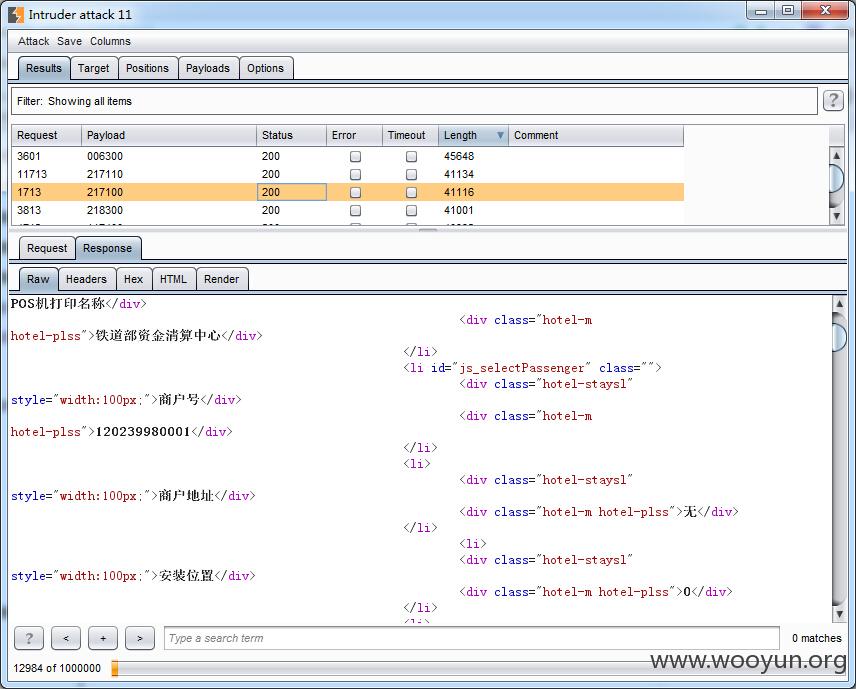 Intruder attack 11
Attack Save Columns
Results Target Positions Payloads Options
Filter: Showing all items ?
Request Payload Status Error Timeout Length Comment
3601 006300 200 45648
11713 217110 200 41134
1713 217100 200 41116
3813 218300 200 41001
Request Response
Raw Headers Hex HTML Render
POS机打印名称</div>
<div class="hotel-m
hotel-plss">铁道部资金清算中心</div>
</li>
<li id="js_selectPassenger" class="">
<div class="hotel-staysl"
style="width:100px;">商户号</div>
<div class="hotel-m
hotel-plss">120239980001</div>
</li>
<li>
<div class="hotel-staysl"
style="width:100px;">商户地址</div>
<div class="hotel-m hotel-plss">无</div>
</li>
<li>
<div class="hotel-staysl"
style="width:100px;">安装位置</div>
<div class="hotel-m hotel-plss">0</div>
</li>
? < + > Type a search term 0 matches
12984 of 1000000
www.wooyun.org